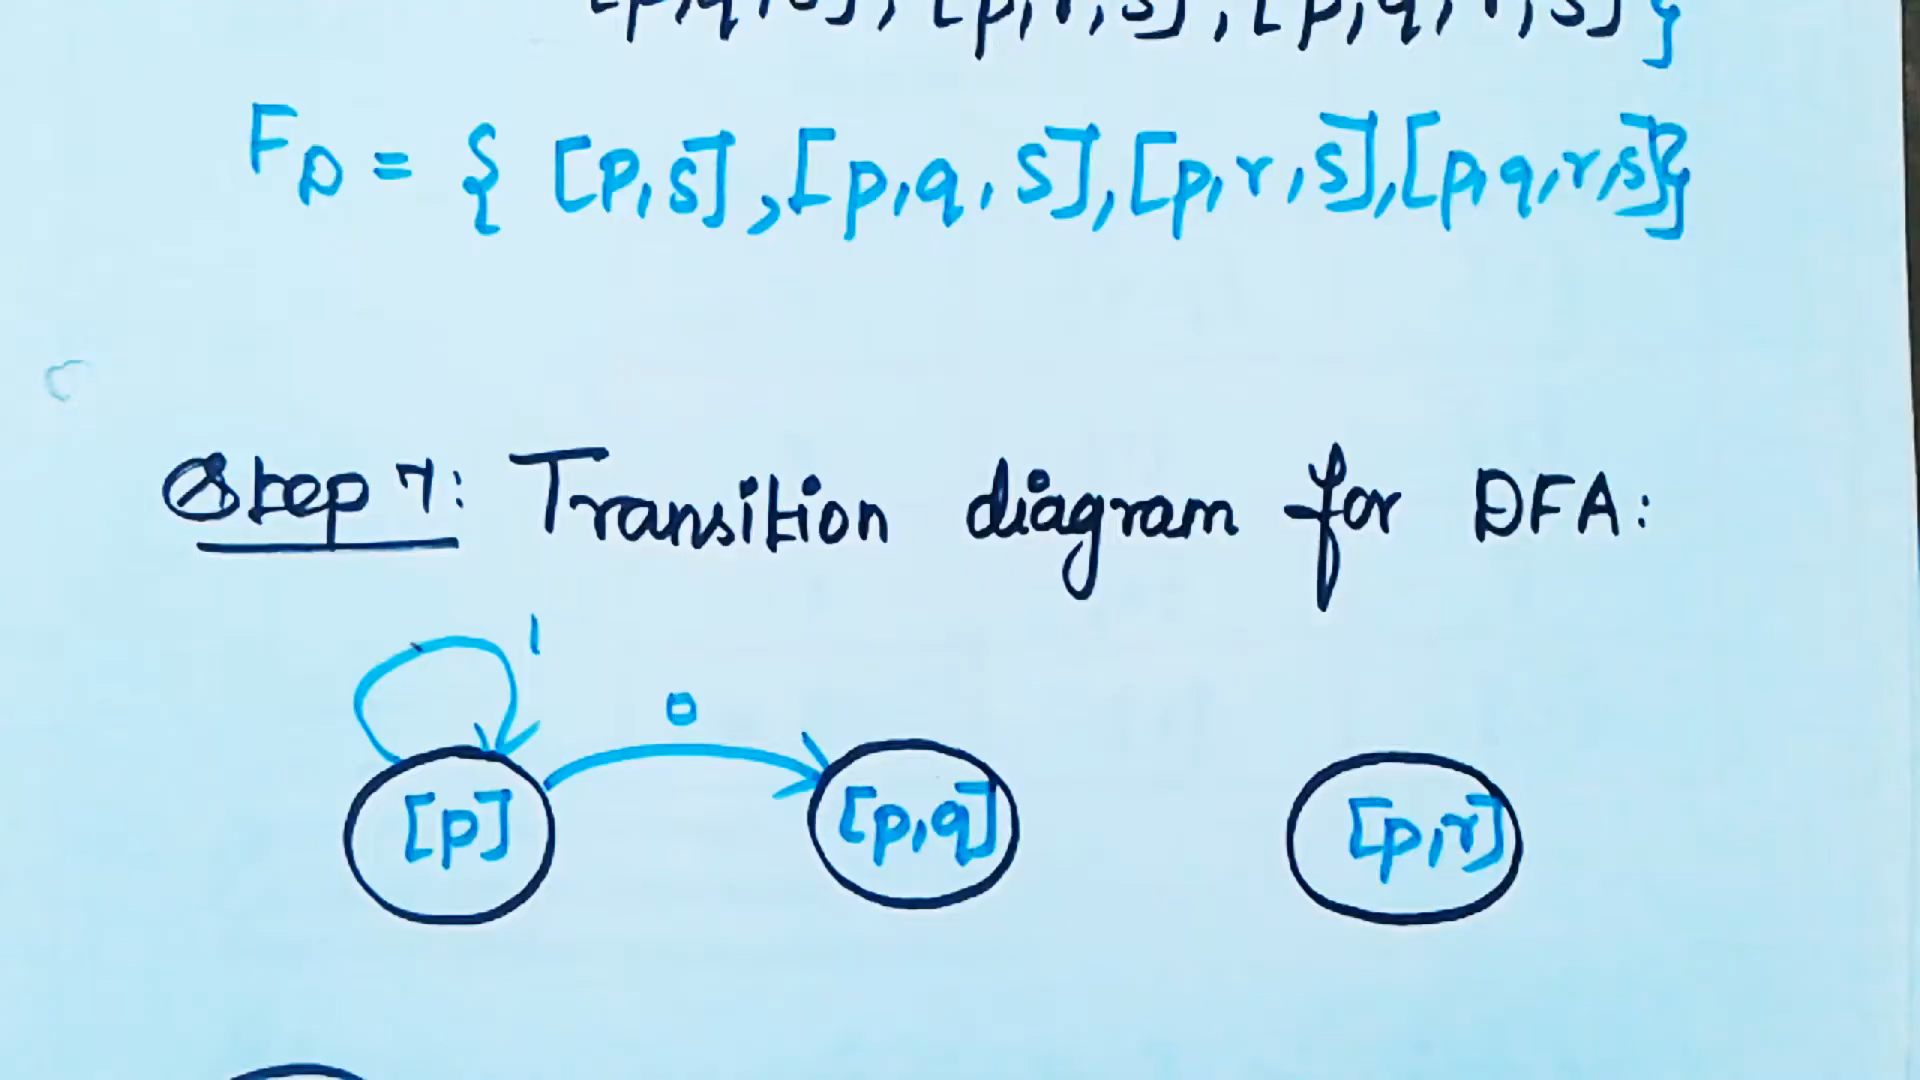 [p,q,s], [p,r,s], [p,q,r,s]}
F_D = { [p,s], [p,q,s], [p,r,s], [p,q,r,s]}
Step 7: Transition diagram for DFA:
1
0
[p] [p,q] [p,r]